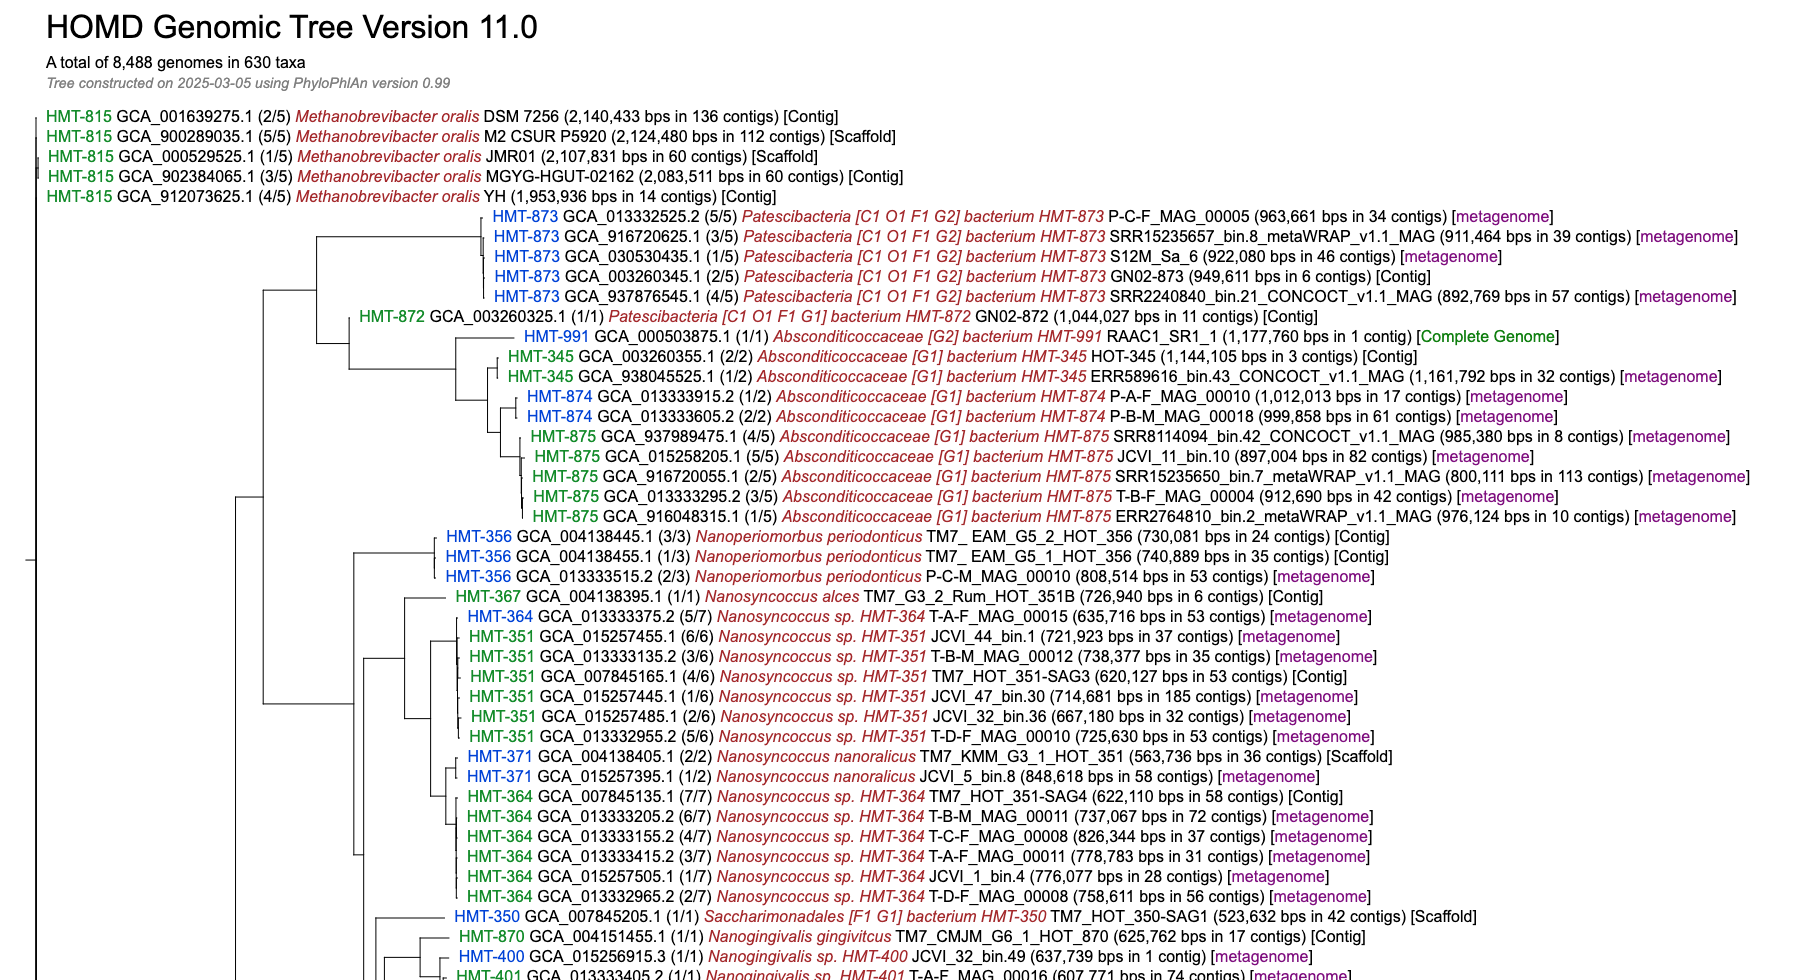 HOMD Genomic Tree Version 11.0
A total of 8,488 genomes in 630 taxa
Tree constructed on 2025-03-05 using PhyloPhlAn version 0.99
HMT-815 GCA_001639275.1 (2/5) Methanobrevibacter oralis DSM 7256 (2,140,433 bps in 136 contigs) [Contig]
HMT-815 GCA_900289035.1 (5/5) Methanobrevibacter oralis M2 CSUR P5920 (2,124,480 bps in 112 contigs) [Scaffold]
HMT-815 GCA_000529525.1 (1/5) Methanobrevibacter oralis JMR01 (2,107,831 bps in 60 contigs) [Scaffold]
HMT-815 GCA_902384065.1 (3/5) Methanobrevibacter oralis MGYG-HGUT-02162 (2,083,511 bps in 60 contigs) [Contig]
HMT-815 GCA_912073625.1 (4/5) Methanobrevibacter oralis YH (1,953,936 bps in 14 contigs) [Contig]
HMT-873 GCA_013332525.2 (5/5) Patescibacteria [C1 O1 F1 G2] bacterium HMT-873 P-C-F_MAG_00005 (963,661 bps in 34 contigs) [metagenome]
HMT-873 GCA_916720625.1 (3/5) Patescibacteria [C1 O1 F1 G2] bacterium HMT-873 SRR15235657_bin.8_metaWRAP_v1.1_MAG (911,464 bps in 39 contigs) [metagenome]
HMT-873 GCA_030530435.1 (1/5) Patescibacteria [C1 O1 F1 G2] bacterium HMT-873 S12M_Sa_6 (922,080 bps in 46 contigs) [metagenome]
HMT-873 GCA_003260345.1 (2/5) Patescibacteria [C1 O1 F1 G2] bacterium HMT-873 GN02-873 (949,611 bps in 6 contigs) [Contig]
HMT-873 GCA_937876545.1 (4/5) Patescibacteria [C1 O1 F1 G2] bacterium HMT-873 SRR2240840_bin.21_CONCOCT_v1.1_MAG (892,769 bps in 57 contigs) [metagenome]
HMT-872 GCA_003260325.1 (1/1) Patescibacteria [C1 O1 F1 G1] bacterium HMT-872 GN02-872 (1,044,027 bps in 11 contigs) [Contig]
HMT-991 GCA_000503875.1 (1/1) Absconditicoccaceae [G2] bacterium HMT-991 RAAC1_SR1_1 (1,177,760 bps in 1 contig) [Complete Genome]
HMT-345 GCA_003260355.1 (2/2) Absconditicoccaceae [G1] bacterium HMT-345 HOT-345 (1,144,105 bps in 3 contigs) [Contig]
HMT-345 GCA_938045525.1 (1/2) Absconditicoccaceae [G1] bacterium HMT-345 ERR589616_bin.43_CONCOCT_v1.1_MAG (1,161,792 bps in 32 contigs) [metagenome]
HMT-874 GCA_013333915.2 (1/2) Absconditicoccaceae [G1] bacterium HMT-874 P-A-F_MAG_00010 (1,012,013 bps in 17 contigs) [metagenome]
HMT-874 GCA_013333605.2 (2/2) Absconditicoccaceae [G1] bacterium HMT-874 P-B-M_MAG_00018 (999,858 bps in 61 contigs) [metagenome]
HMT-875 GCA_937989475.1 (4/5) Absconditicoccaceae [G1] bacterium HMT-875 SRR8114094_bin.42_CONCOCT_v1.1_MAG (985,380 bps in 8 contigs) [metagenome]
HMT-875 GCA_015258205.1 (5/5) Absconditicoccaceae [G1] bacterium HMT-875 JCVI_11_bin.10 (897,004 bps in 82 contigs) [metagenome]
HMT-875 GCA_916720055.1 (2/5) Absconditicoccaceae [G1] bacterium HMT-875 SRR15235650_bin.7_metaWRAP_v1.1_MAG (800,111 bps in 113 contigs) [metagenome]
HMT-875 GCA_013333295.2 (3/5) Absconditicoccaceae [G1] bacterium HMT-875 T-B-F_MAG_00004 (912,690 bps in 42 contigs) [metagenome]
HMT-875 GCA_916048315.1 (1/5) Absconditicoccaceae [G1] bacterium HMT-875 ERR2764810_bin.2_metaWRAP_v1.1_MAG (976,124 bps in 10 contigs) [metagenome]
HMT-356 GCA_004138445.1 (3/3) Nanoperiomorbus periodonticus TM7_ EAM_G5_2_HOT_356 (730,081 bps in 24 contigs) [Contig]
HMT-356 GCA_004138455.1 (1/3) Nanoperiomorbus periodonticus TM7_ EAM_G5_1_HOT_356 (740,889 bps in 35 contigs) [Contig]
HMT-356 GCA_013333515.2 (2/3) Nanoperiomorbus periodonticus P-C-M_MAG_00010 (808,514 bps in 53 contigs) [metagenome]
HMT-367 GCA_004138395.1 (1/1) Nanosyncoccus alces TM7_G3_2_Rum_HOT_351B (726,940 bps in 6 contigs) [Contig]
HMT-364 GCA_013333375.2 (5/7) Nanosyncoccus sp. HMT-364 T-A-F_MAG_00015 (635,716 bps in 53 contigs) [metagenome]
HMT-351 GCA_015257455.1 (6/6) Nanosyncoccus sp. HMT-351 JCVI_44_bin.1 (721,923 bps in 37 contigs) [metagenome]
HMT-351 GCA_013333135.2 (3/6) Nanosyncoccus sp. HMT-351 T-B-M_MAG_00012 (738,377 bps in 35 contigs) [metagenome]
HMT-351 GCA_007845165.1 (4/6) Nanosyncoccus sp. HMT-351 TM7_HOT_351-SAG3 (620,127 bps in 53 contigs) [Contig]
HMT-351 GCA_015257445.1 (1/6) Nanosyncoccus sp. HMT-351 JCVI_47_bin.30 (714,681 bps in 185 contigs) [metagenome]
HMT-351 GCA_015257485.1 (2/6) Nanosyncoccus sp. HMT-351 JCVI_32_bin.36 (667,180 bps in 32 contigs) [metagenome]
HMT-351 GCA_013332955.2 (5/6) Nanosyncoccus sp. HMT-351 T-D-F_MAG_00010 (725,630 bps in 53 contigs) [metagenome]
HMT-371 GCA_004138405.1 (2/2) Nanosyncoccus nanoralicus TM7_KMM_G3_1_HOT_351 (563,736 bps in 36 contigs) [Scaffold]
HMT-371 GCA_015257395.1 (1/2) Nanosyncoccus nanoralicus JCVI_5_bin.8 (848,618 bps in 58 contigs) [metagenome]
HMT-364 GCA_007845135.1 (7/7) Nanosyncoccus sp. HMT-364 TM7_HOT_351-SAG4 (622,110 bps in 58 contigs) [Contig]
HMT-364 GCA_013333205.2 (6/7) Nanosyncoccus sp. HMT-364 T-B-M_MAG_00011 (737,067 bps in 72 contigs) [metagenome]
HMT-364 GCA_013333155.2 (4/7) Nanosyncoccus sp. HMT-364 T-C-F_MAG_00008 (826,344 bps in 37 contigs) [metagenome]
HMT-364 GCA_013333415.2 (3/7) Nanosyncoccus sp. HMT-364 T-A-F_MAG_00011 (778,783 bps in 31 contigs) [metagenome]
HMT-364 GCA_015257505.1 (1/7) Nanosyncoccus sp. HMT-364 JCVI_1_bin.4 (776,077 bps in 28 contigs) [metagenome]
HMT-364 GCA_013332965.2 (2/7) Nanosyncoccus sp. HMT-364 T-D-F_MAG_00008 (758,611 bps in 56 contigs) [metagenome]
HMT-350 GCA_007845205.1 (1/1) Saccharimonadales [F1 G1] bacterium HMT-350 TM7_HOT_350-SAG1 (523,632 bps in 42 contigs) [Scaffold]
HMT-870 GCA_004151455.1 (1/1) Nanogingivalis gingivitcus TM7_CMJM_G6_1_HOT_870 (625,762 bps in 17 contigs) [Contig]
HMT-400 GCA_015256915.3 (1/1) Nanogingivalis sp. HMT-400 JCVI_32_bin.49 (637,739 bps in 1 contig) [metagenome]
HMT-401 GCA_013333405.2 (1/1) Nanogingivalis sp. HMT-401 T-A-F_MAG_00016 (607,771 bps in 74 contigs) [metagenome]